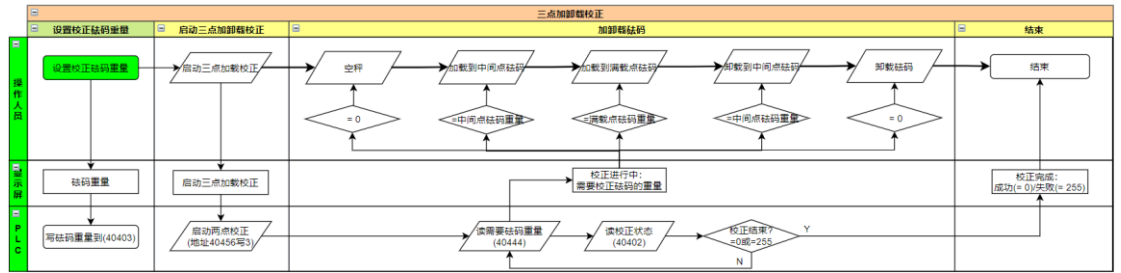 三点加卸载校正
设置校正砝码重量
启动三点加卸载校正
加卸载砝码
结束
操作人员
设置校正砝码重量
启动三点加载校正
空秤
加载到中间点砝码
加载到满载点砝码
卸载到中间点砝码
卸载砝码
结束
= 0
=中间点砝码重量
=满载点砝码重量
=中间点砝码重量
= 0
显示屏
砝码重量
启动三点加载校正
校正进行中:
需要校正砝码的重量
校正完成:
成功(= 0)/失败(= 255)
PLC
写砝码重量到(40403)
启动两点校正
(地址40456写3)
读需要砝码重量
(40444)
读校正状态
(40402)
校正结束?
=0或=255
Y
N